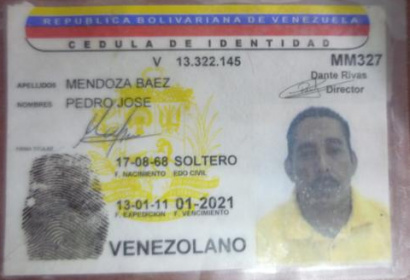 REPUBLICA BOLIVARIANA DE VENEZUELA
CEDULA DE IDENTIDAD
V 13.322.145 MM327
Dante Rivas
Director
APELLIDOS MENDOZA BAEZ
NOMBRES PEDRO JOSE
FIRMA TITULAR
17-08-68 SOLTERO
F. NACIMIENTO EDO CIVIL
13-01-11 01-2021
F. EXPEDICION F. VENCIMIENTO
VENEZOLANO